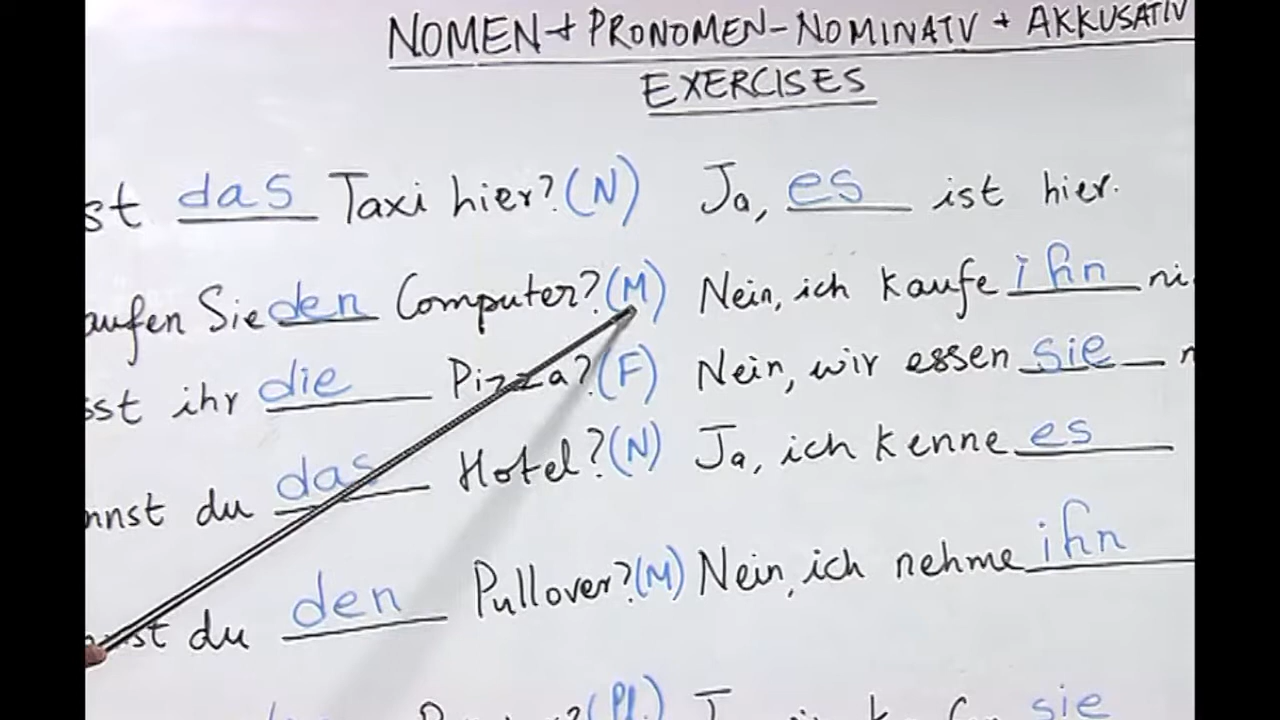 NOMEN + PRONOMEN - NOMINATV + AKKUSATIV
EXERCISES
st das Taxi hier? (N) Ja, es ist hier.
aufen Sie den Computer? (M) Nein, ich kaufe ihn ni
sst ihr die Pizza? (F) Nein, wir essen sie n
nnst du das Hotel? (N) Ja, ich kenne es
st du den Pullover? (M) Nein, ich nehme ihn
(Pl.) sie